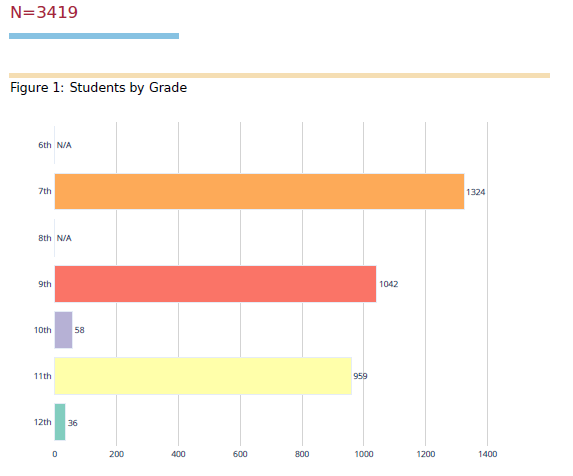 N=3419
Figure 1: Students by Grade
6th N/A
7th 1324
8th N/A
9th 1042
10th 58
11th 959
12th 36
0 200 400 600 800 1000 1200 1400